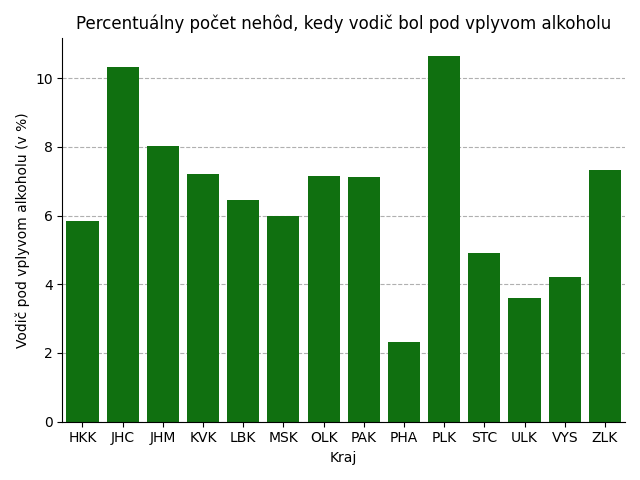 Percentuálny počet nehôd, kedy vodič bol pod vplyvom alkoholu
Vodič pod vplyvom alkoholu (v %)
10
8
6
4
2
0
HKK JHC JHM KVK LBK MSK OLK PAK PHA PLK STC ULK VYS ZLK
Kraj